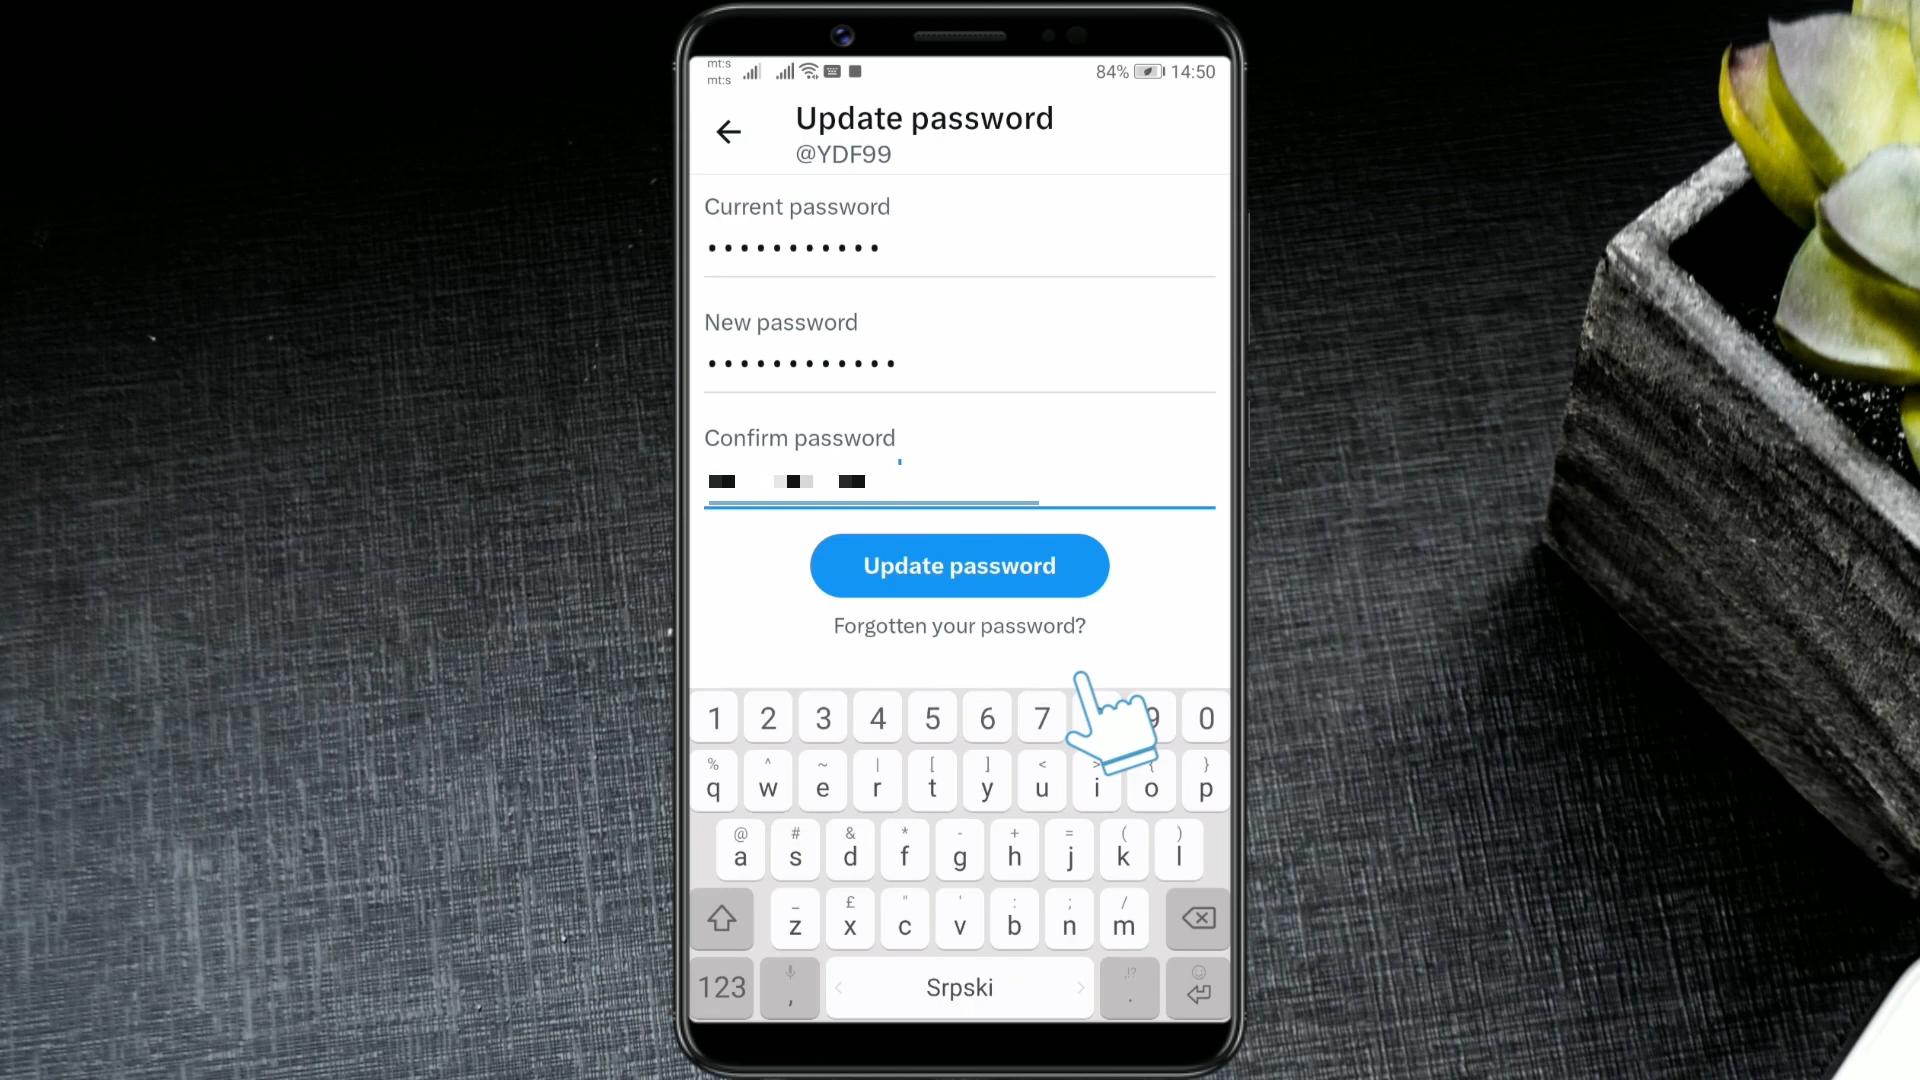 mt:s
mt:s
84% 14:50
Update password
@YDF99
Current password
•••••••••••
New password
••••••••••••
Confirm password
Update password
Forgotten your password?
1 2 3 4 5 6 7 9 0
% ^ ~ | [ ] < > { }
q w e r t y u i o p
@ # & * - + = ( )
a s d f g h j k l
_ £ " ' : ; /
z x c v b n m
123 , < Srpski > .!? .